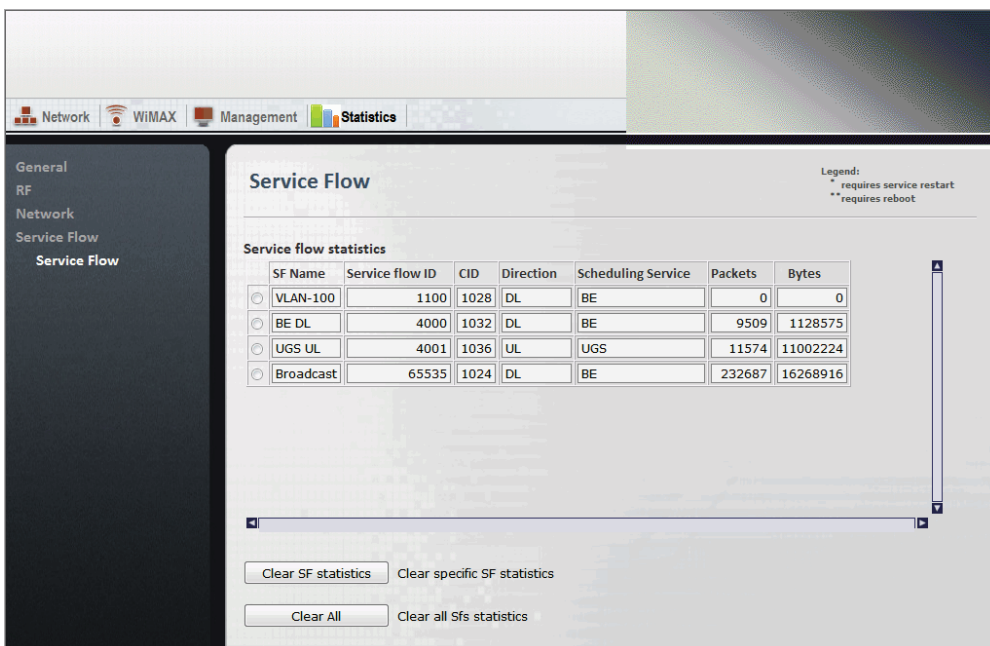 Network WiMAX Management Statistics
General
RF
Network
Service Flow
Service Flow
Service Flow
Legend:
* requires service restart
** requires reboot
Service flow statistics
SF Name Service flow ID CID Direction Scheduling Service Packets Bytes
VLAN-100 1100 1028 DL BE 0 0
BE DL 4000 1032 DL BE 9509 1128575
UGS UL 4001 1036 UL UGS 11574 11002224
Broadcast 65535 1024 DL BE 232687 16268916
Clear SF statistics Clear specific SF statistics
Clear All Clear all Sfs statistics